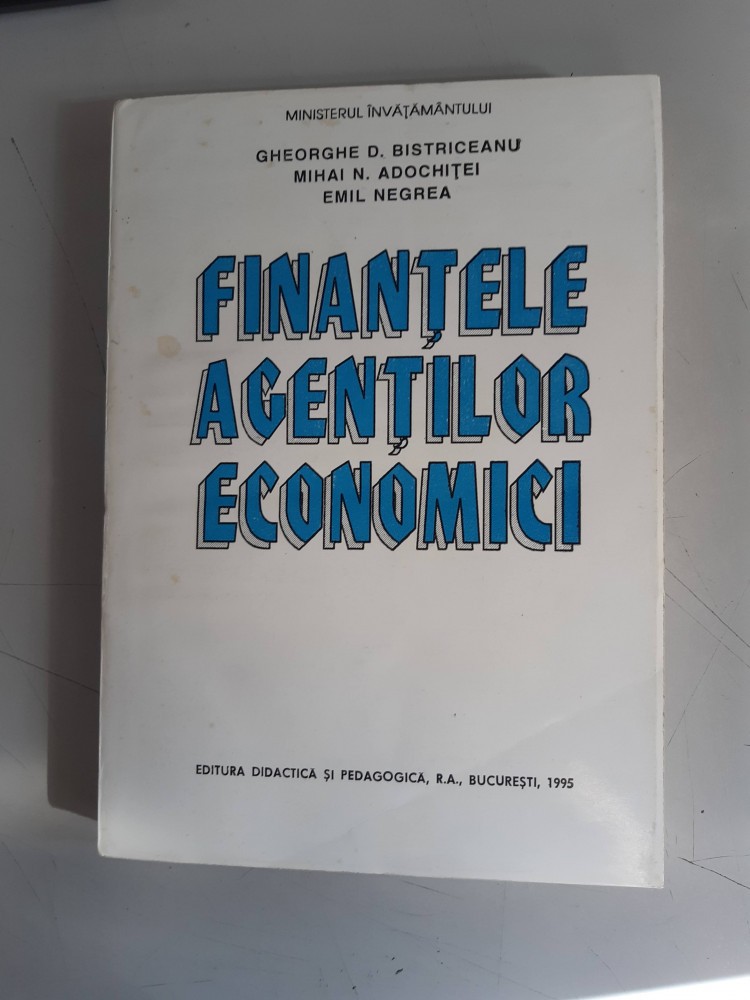 MINISTERUL ÎNVĂȚĂMÂNTULUI
GHEORGHE D. BISTRICEANU
MIHAI N. ADOCHIȚEI
EMIL NEGREA
FINANȚELE
AGENȚILOR
ECONOMICI
EDITURA DIDACTICĂ ȘI PEDAGOGICĂ, R.A., BUCUREȘTI, 1995